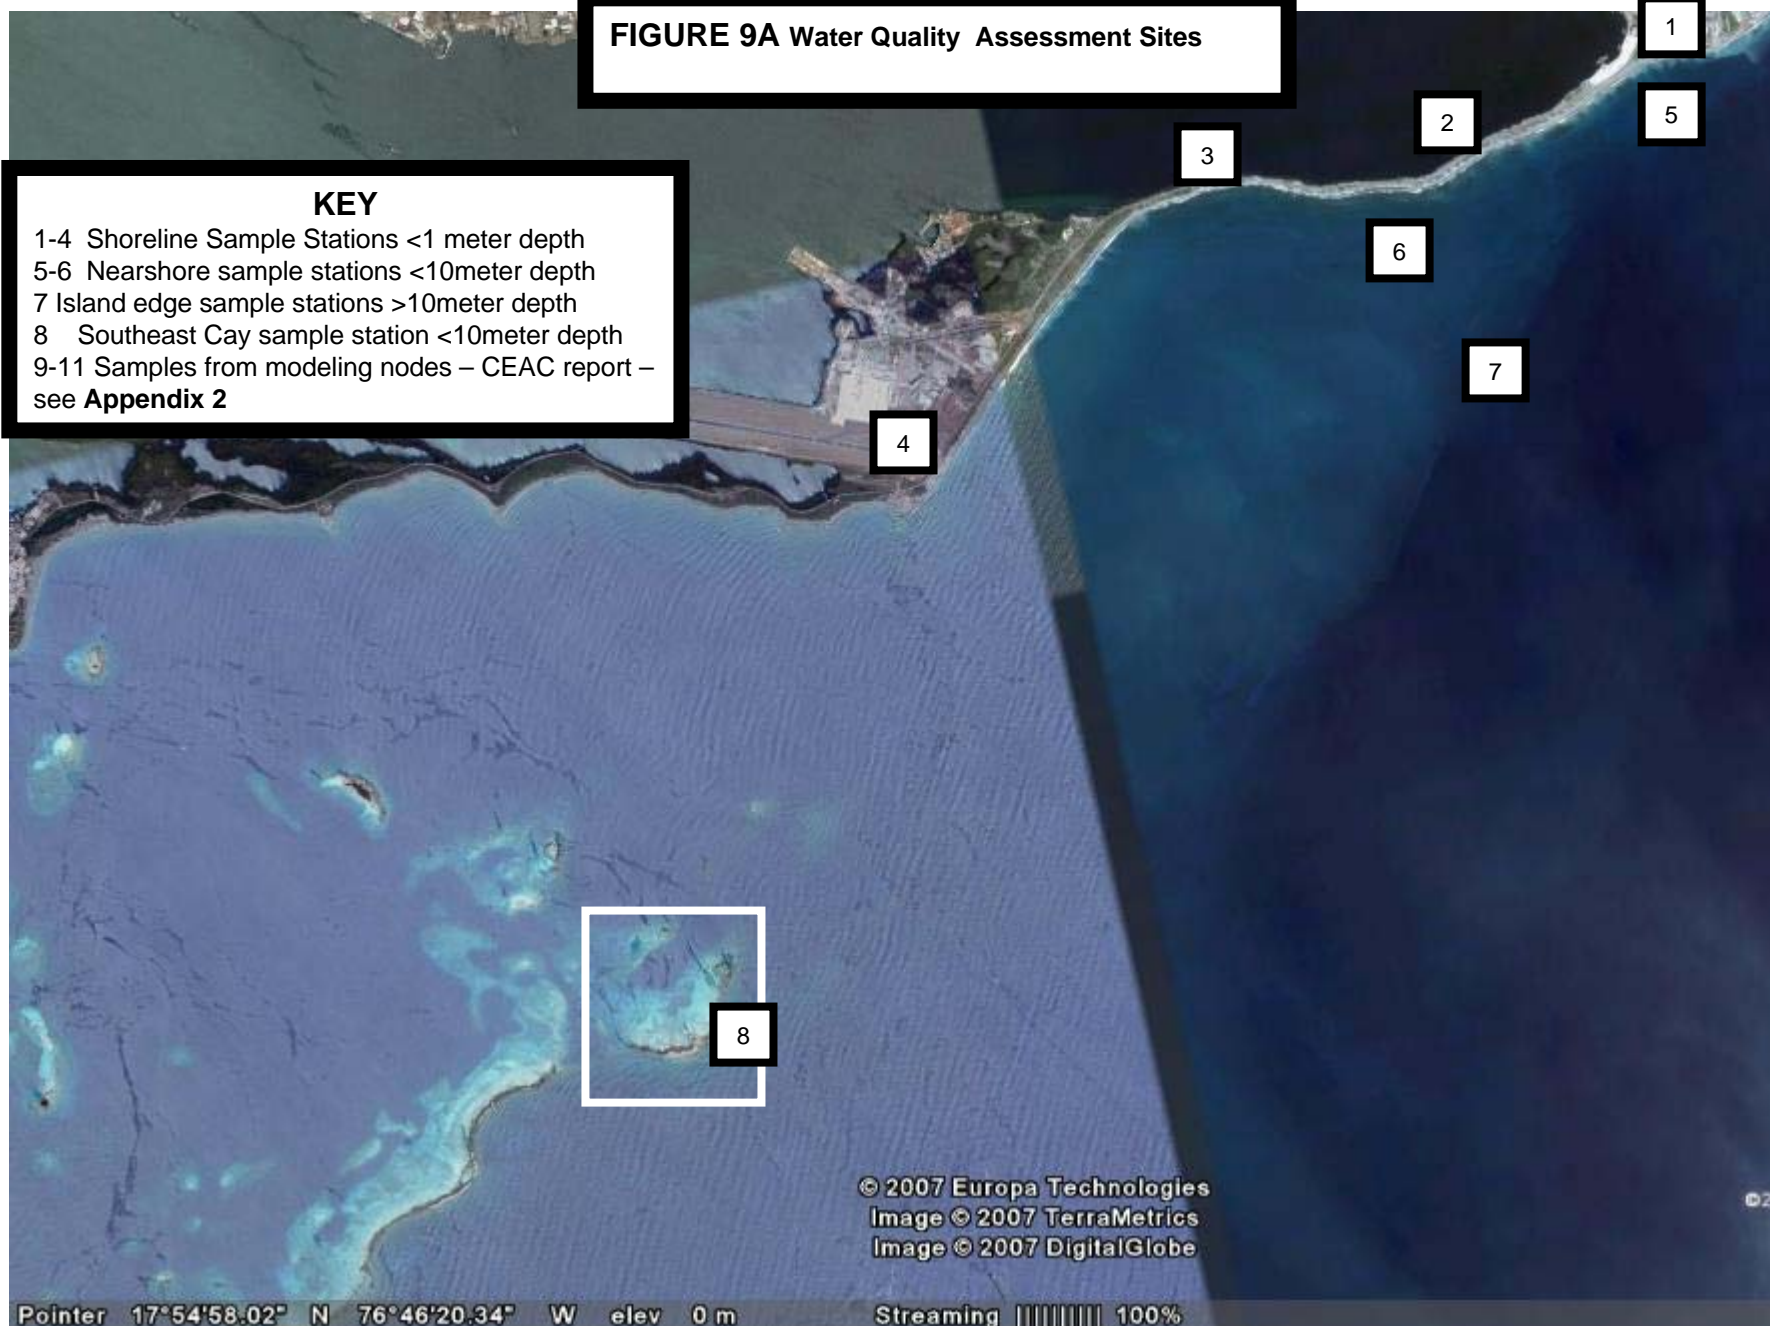 FIGURE 9A Water Quality Assessment Sites
1
5
2
3
KEY
1-4 Shoreline Sample Stations <1 meter depth
5-6 Nearshore sample stations <10meter depth
7 Island edge sample stations >10meter depth
8 Southeast Cay sample station <10meter depth
9-11 Samples from modeling nodes – CEAC report –
see Appendix 2
6
7
4
8
© 2007 Europa Technologies
Image © 2007 TerraMetrics
Image © 2007 DigitalGlobe
©2
Pointer 17°54'58.02" N 76°46'20.34" W elev 0 m Streaming |||||||||| 100%